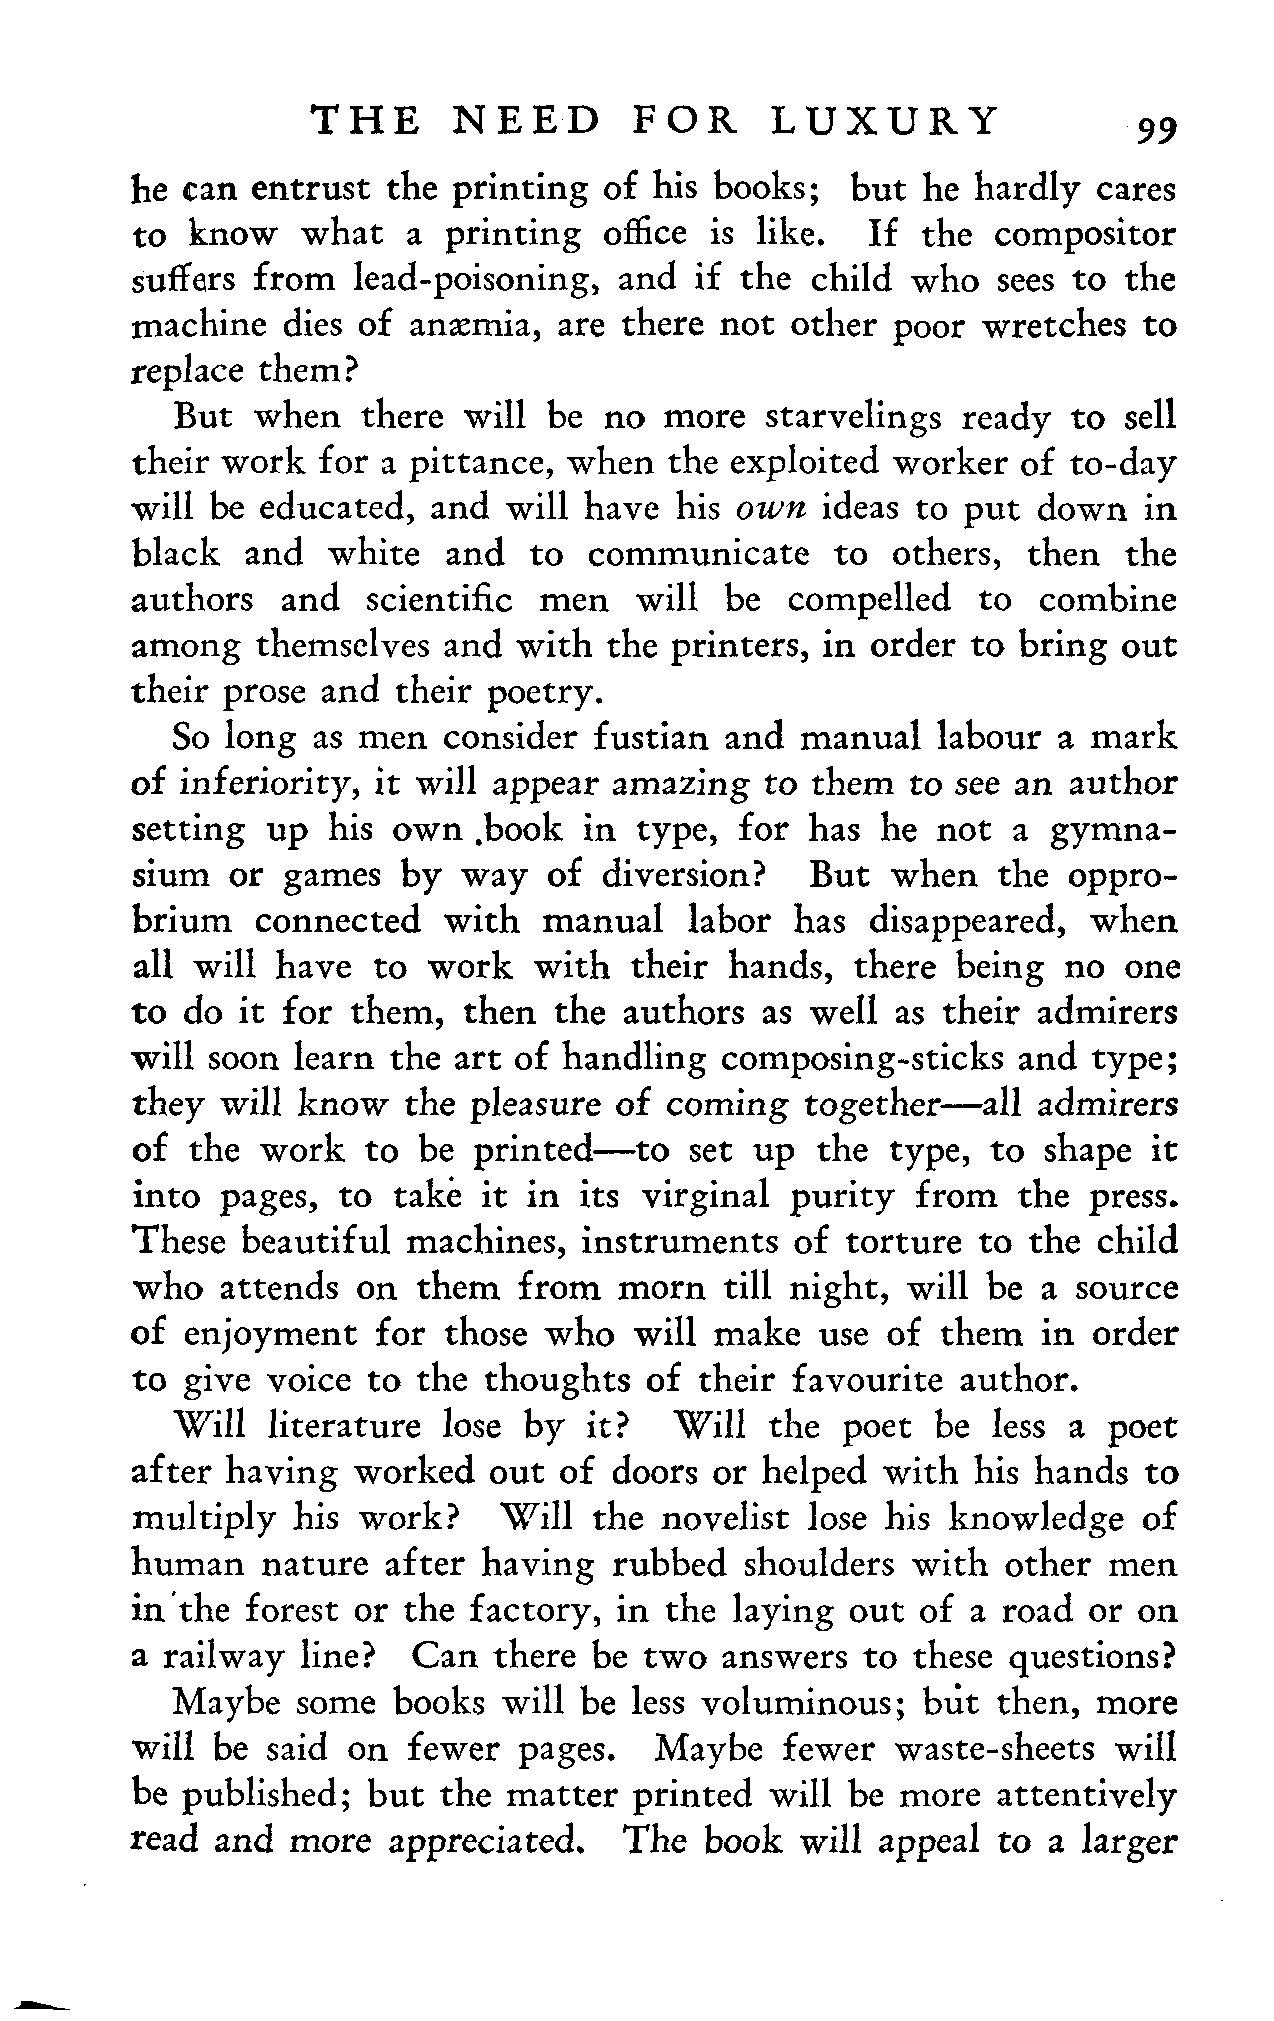 THE NEED FOR LUXURY 99
he can entrust the printing of his books; but he hardly cares
to know what a printing office is like. If the compositor
suffers from lead-poisoning, and if the child who sees to the
machine dies of anæmia, are there not other poor wretches to
replace them?
But when there will be no more starvelings ready to sell
their work for a pittance, when the exploited worker of to-day
will be educated, and will have his own ideas to put down in
black and white and to communicate to others, then the
authors and scientific men will be compelled to combine
among themselves and with the printers, in order to bring out
their prose and their poetry.
So long as men consider fustian and manual labour a mark
of inferiority, it will appear amazing to them to see an author
setting up his own book in type, for has he not a gymna-
sium or games by way of diversion? But when the oppro-
brium connected with manual labor has disappeared, when
all will have to work with their hands, there being no one
to do it for them, then the authors as well as their admirers
will soon learn the art of handling composing-sticks and type;
they will know the pleasure of coming together—all admirers
of the work to be printed—to set up the type, to shape it
into pages, to take it in its virginal purity from the press.
These beautiful machines, instruments of torture to the child
who attends on them from morn till night, will be a source
of enjoyment for those who will make use of them in order
to give voice to the thoughts of their favourite author.
Will literature lose by it? Will the poet be less a poet
after having worked out of doors or helped with his hands to
multiply his work? Will the novelist lose his knowledge of
human nature after having rubbed shoulders with other men
in the forest or the factory, in the laying out of a road or on
a railway line? Can there be two answers to these questions?
Maybe some books will be less voluminous; but then, more
will be said on fewer pages. Maybe fewer waste-sheets will
be published; but the matter printed will be more attentively
read and more appreciated. The book will appeal to a larger